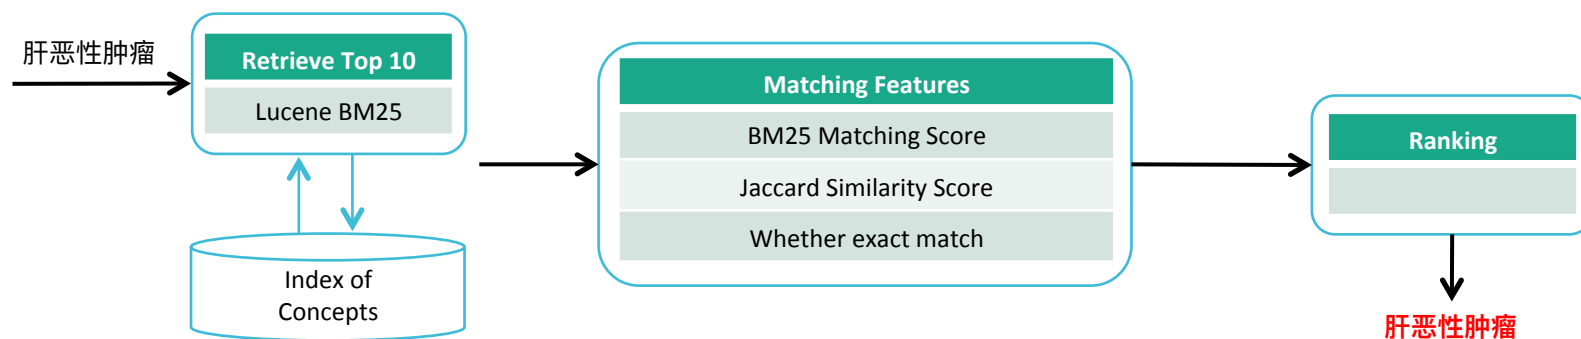 肝恶性肿瘤
Retrieve Top 10
Lucene BM25
Index of
Concepts
Matching Features
BM25 Matching Score
Jaccard Similarity Score
Whether exact match
Ranking
肝恶性肿瘤